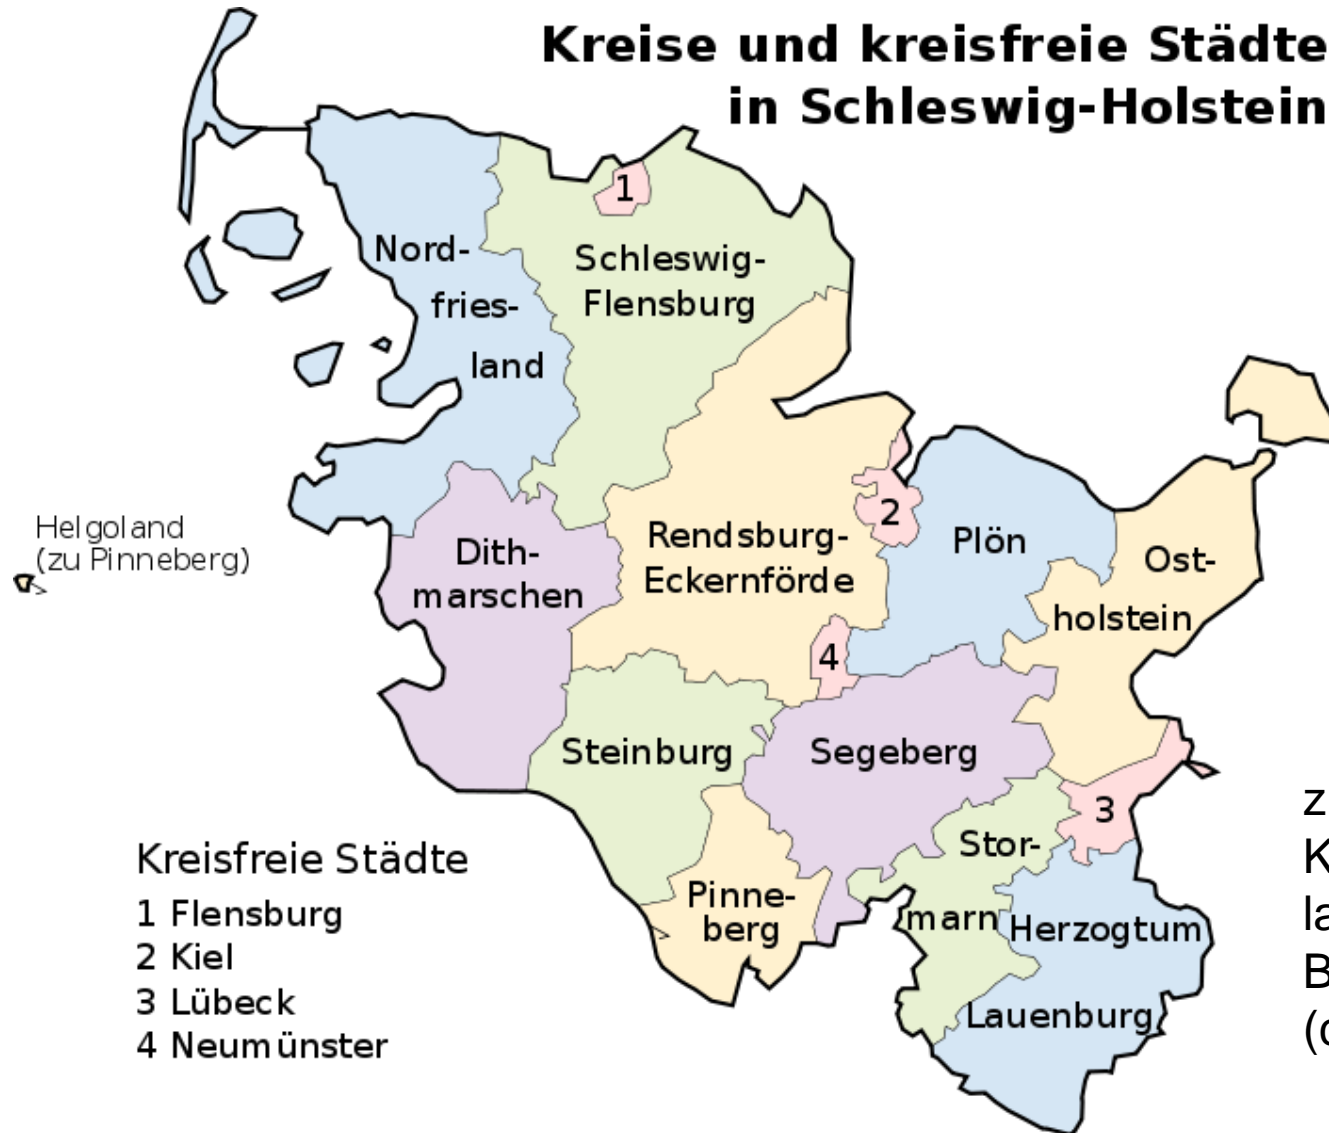 Kreise und kreisfreie Städte
in Schleswig-Holstein
1
Nord-
fries-
land
Schleswig-
Flensburg
Helgoland
(zu Pinneberg)
Dith-
marschen
Rendsburg-
Eckernförde
2
Plön
Ost-
holstein
4
Steinburg
Segeberg
3
Stor-
marn
Pinne-
berg
Herzogtum
Lauenburg
Kreisfreie Städte
1 Flensburg
2 Kiel
3 Lübeck
4 Neumünster